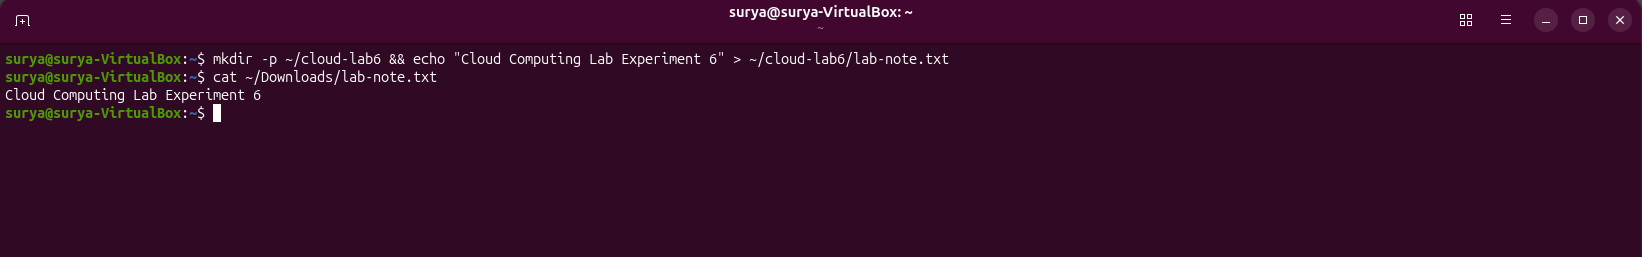 surya@surya-VirtualBox: ~
~
surya@surya-VirtualBox:~$ mkdir -p ~/cloud-lab6 && echo "Cloud Computing Lab Experiment 6" > ~/cloud-lab6/lab-note.txt
surya@surya-VirtualBox:~$ cat ~/Downloads/lab-note.txt
Cloud Computing Lab Experiment 6
surya@surya-VirtualBox:~$